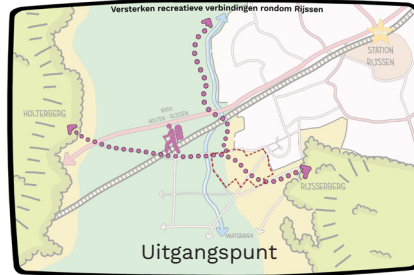 Versterken recreatieve verbindingen rondom Rijssen
STATION
RIJSSEN
HOLTERBERG
N350
HOLTEN - RIJSSEN
RIJSSERBERG
Uitgangspunt